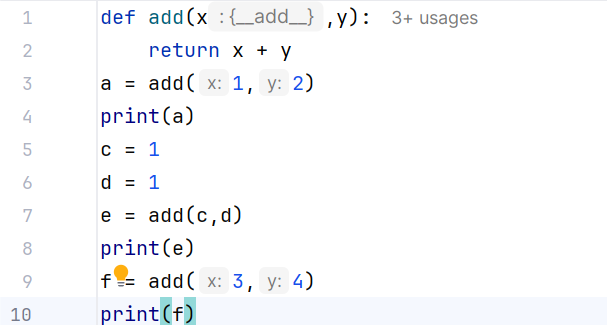 1 def add(x :{__add__} ,y): 3+ usages
2 return x + y
3 a = add( x: 1, y: 2)
4 print(a)
5 c = 1
6 d = 1
7 e = add(c,d)
8 print(e)
9 f = add( x: 3, y: 4)
10 print(f)